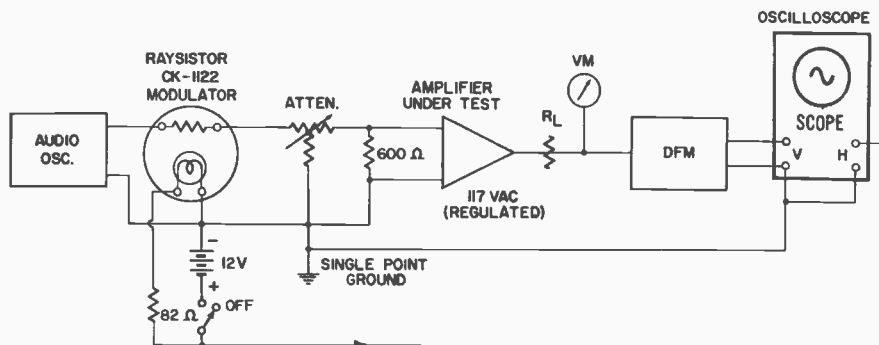 OSCILLOSCOPE
RAYSISTOR
CK-1122
MODULATOR
VM
ATTEN.
AMPLIFIER
UNDER TEST
RL
AUDIO
OSC.
SCOPE
600 Ω
DFM
V
H
117 VAC
(REGULATED)
-
12V
+
SINGLE POINT
GROUND
82 Ω
OFF